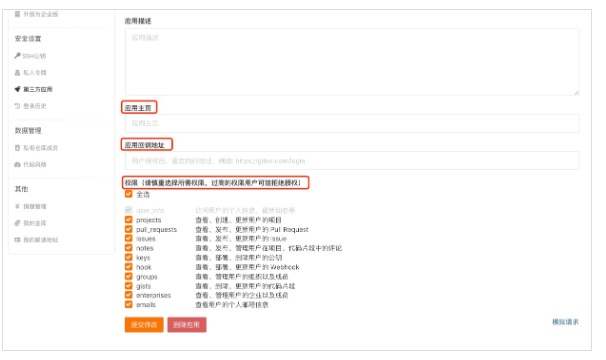 升级为企业版
安全设置
SSH公钥
私人令牌
第三方应用
登录历史
数据管理
私有仓库成员
代码风格
其他
捐赠管理
我的金库
我的邮递地址
应用描述
应用描述
应用主页
应用主页
应用回调地址
用户授权后，重定向的地址，例如: https://gitee.com/login
权限（请慎重选择所需权限，过高的权限用户可能拒绝授权）
全选
user_info 访问用户的个人信息、最新动态等
projects 查看、创建、更新用户的项目
pull_requests 查看、发布、更新用户的 Pull Request
issues 查看、发布、更新用户的 Issue
notes 查看、发布、管理用户在项目、代码片段中的评论
keys 查看、部署、删除用户的公钥
hook 查看、部署、更新用户的 Webhook
groups 查看、管理用户的组织以及成员
gists 查看、删除、更新用户的代码片段
enterprises 查看、管理用户的企业以及成员
emails 查看用户的个人邮箱信息
提交修改 删除应用
模拟请求